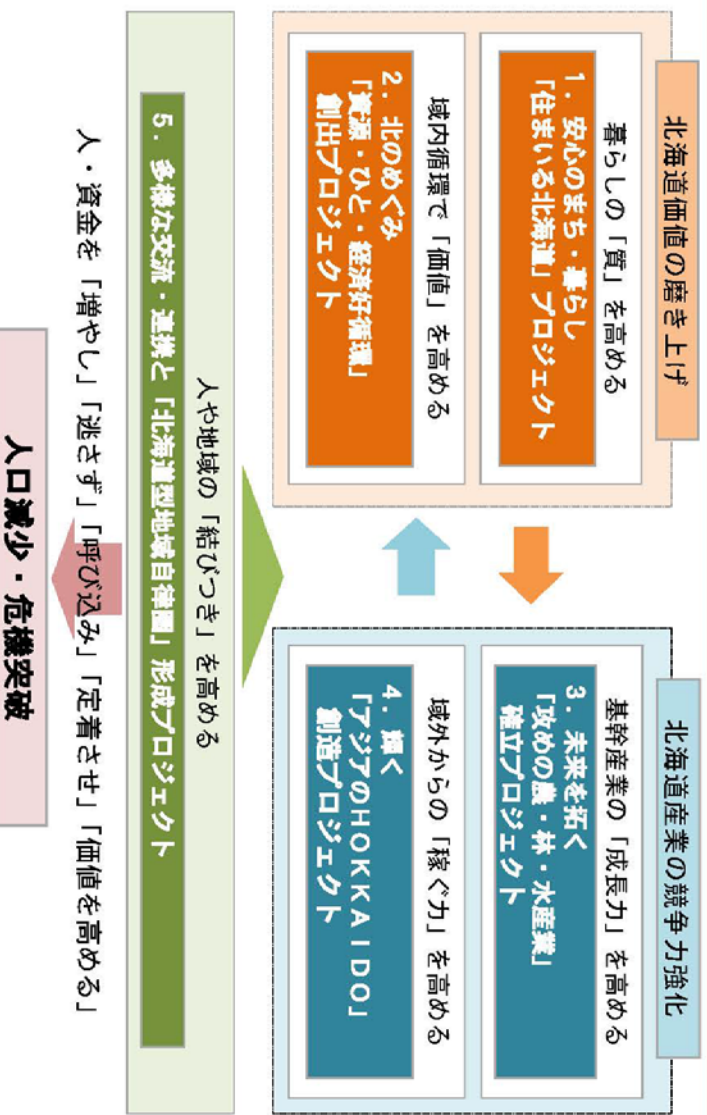 北海道価値の磨き上げ
暮らしの「質」を高める
1．安心のまち・暮らし
「住まいる北海道」プロジェクト
域内循環で「価値」を高める
2．北のめぐみ
「資源・ひと・経済好循環」
創出プロジェクト
北海道産業の競争力強化
基幹産業の「成長力」を高める
3．未来を拓く
「攻めの農・林・水産業」
確立プロジェクト
域外からの「稼ぐ力」を高める
4．輝く
「アジアのHOKKAIDO」
創造プロジェクト
人や地域の「結びつき」を高める
5．多様な交流・連携と「北海道型地域自律圏」形成プロジェクト
人・資金を「増やし」「逃さず」「呼び込み」「定着させ」「価値を高める」
人口減少・危機突破